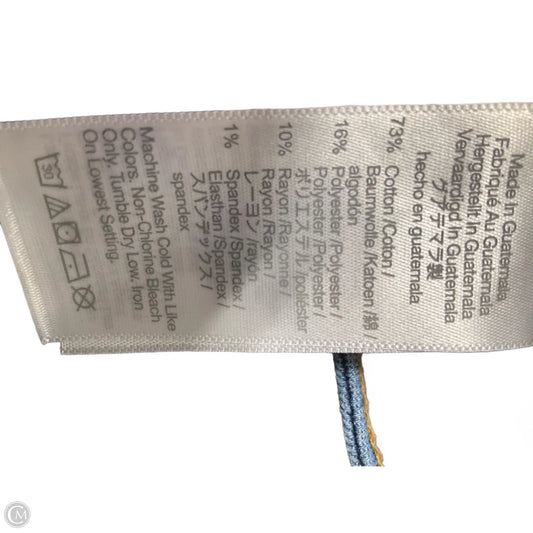 Made In Guatemala
Fabriqué Au Guatemala
Hergestellt In Guatemala
Vervaardigd In Guatemala
グアテマラ製
hecho en guatemala
73% Cotton /Coton /
Baumwolle /Katoen /綿/
algodón
16% Polyester /Polyester /
Polyester /Polyester /
ポリエステル /poliéster
10% Rayon /Rayonne /
Rayon /Rayon /
レーヨン /rayón
1% Spandex /Spandex /
Elasthan /Spandex /
スパンデックス /
spandex
Machine Wash Cold With Like
Colors. Non-Chlorine Bleach
Only. Tumble Dry Low. Iron
On Lowest Setting.
30
CM